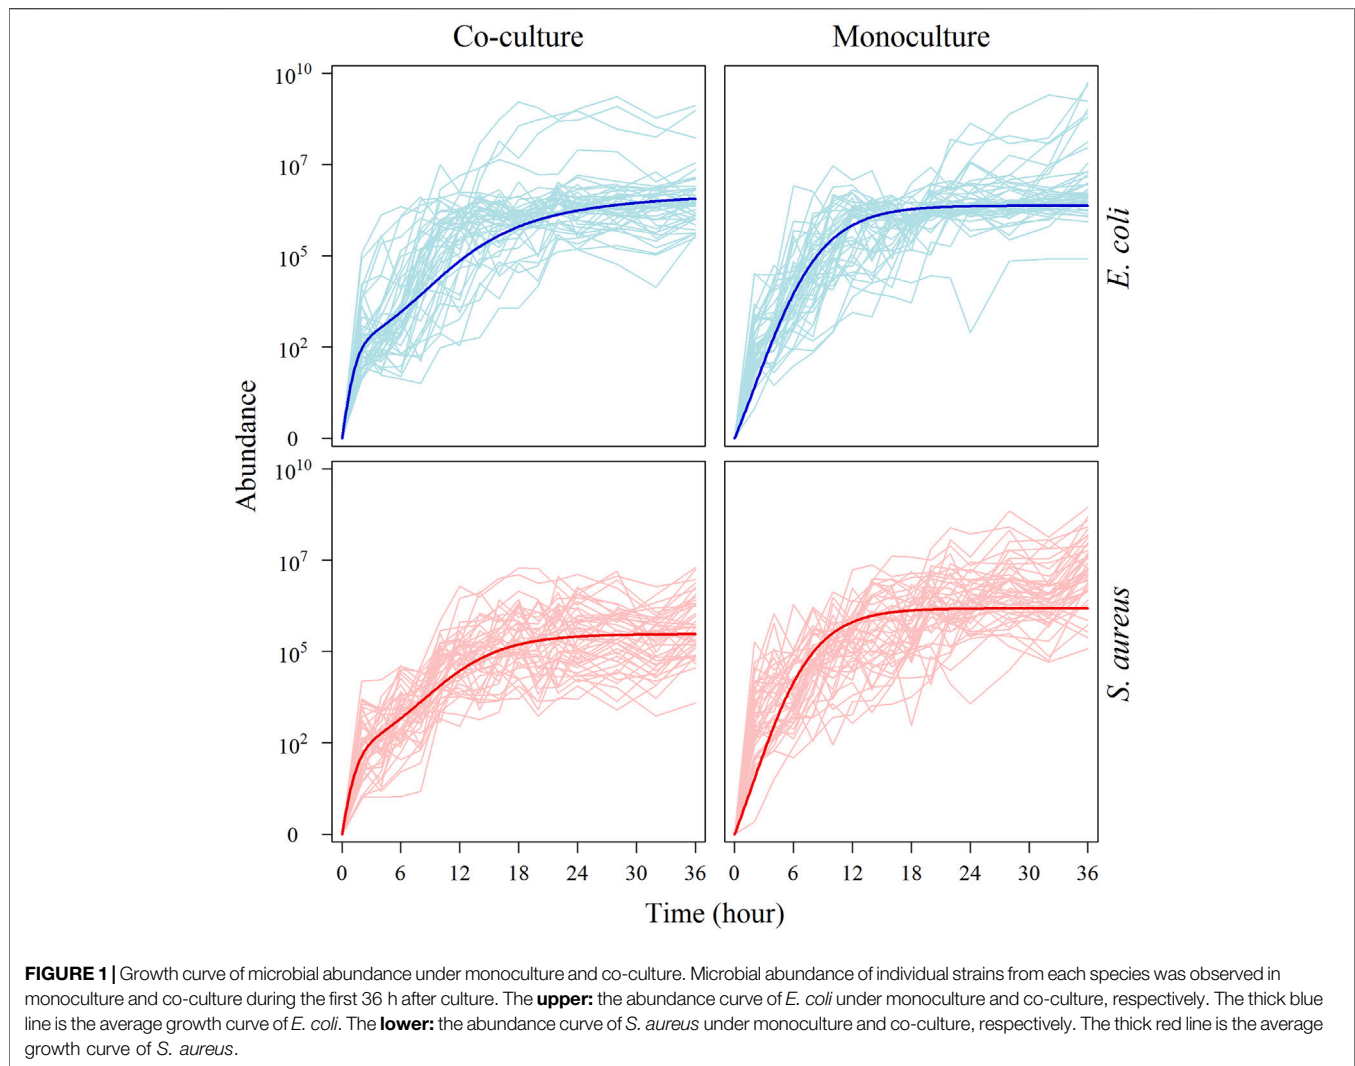 Co-culture Monoculture
10^10
10^7
10^5
10^2
0
E. coli
Abundance
10^10
10^7
10^5
10^2
0
S. aureus
0 6 12 18 24 30 36 0 6 12 18 24 30 36
Time (hour)
FIGURE 1 | Growth curve of microbial abundance under monoculture and co-culture. Microbial abundance of individual strains from each species was observed in
monoculture and co-culture during the first 36 h after culture. The upper: the abundance curve of E. coli under monoculture and co-culture, respectively. The thick blue
line is the average growth curve of E. coli. The lower: the abundance curve of S. aureus under monoculture and co-culture, respectively. The thick red line is the average
growth curve of S. aureus.